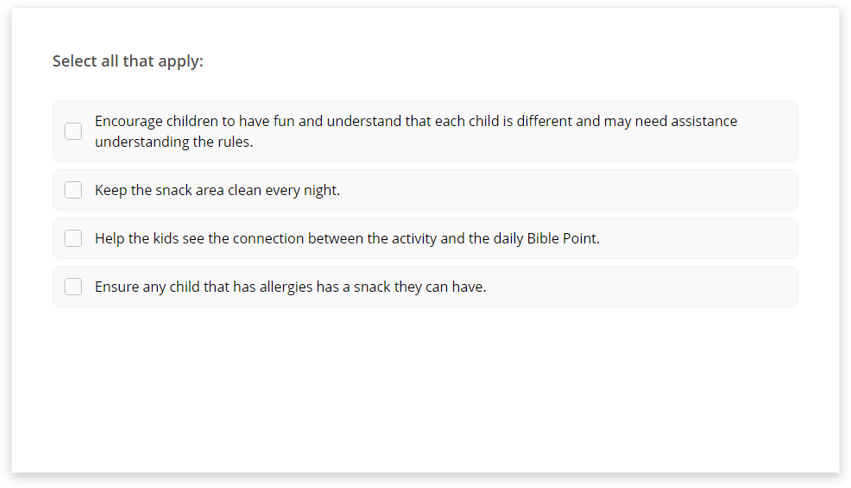 Select all that apply:
Encourage children to have fun and understand that each child is different and may need assistance
understanding the rules.
Keep the snack area clean every night.
Help the kids see the connection between the activity and the daily Bible Point.
Ensure any child that has allergies has a snack they can have.